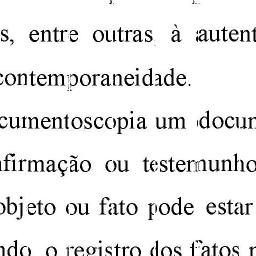 s, entre outras à autent
contemporaneidade.
cumentoscopia um docun
afirmação ou testemunho
objeto ou fato pode estar
ndo o registro dos fatos